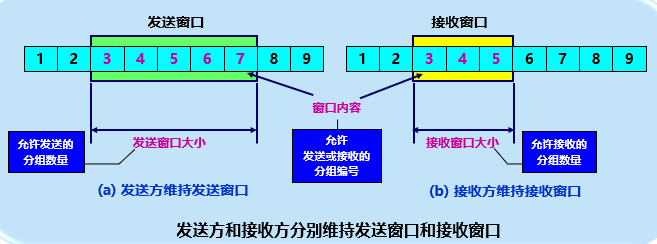 发送窗口
接收窗口
1 2 3 4 5 6 7 8 9
1 2 3 4 5 6 7 8 9
窗口内容
发送窗口大小
接收窗口大小
允许发送的
分组数量
允许
发送或接收的
分组编号
允许接收的
分组数量
(a) 发送方维持发送窗口
(b) 接收方维持接收窗口
发送方和接收方分别维持发送窗口和接收窗口